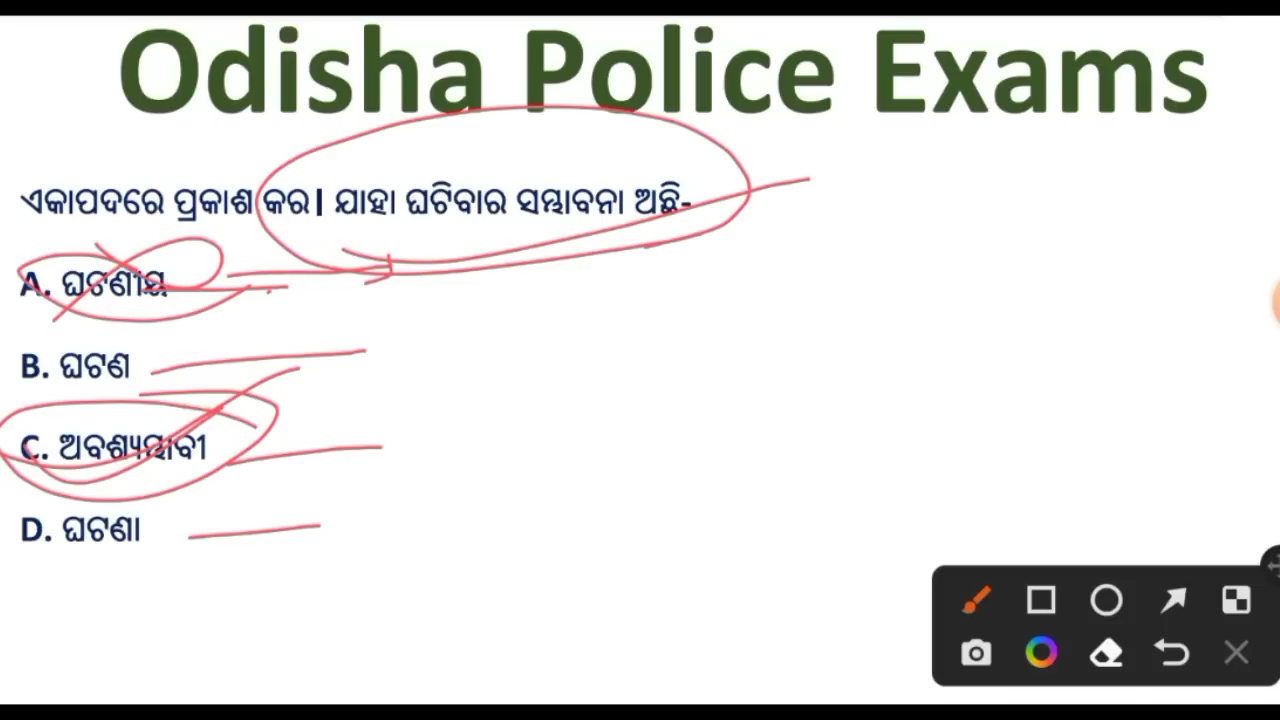 Odisha Police Exams
ଏକାପଦରେ ପ୍ରକାଶ କର। ଯାହା ଘଟିବାର ସମ୍ଭାବନା ଅଛି-
A. ଘଟଣୀୟ
B. ଘଟଣ
C. ଅବଶ୍ୟମ୍ଭାବୀ
D. ଘଟଣା